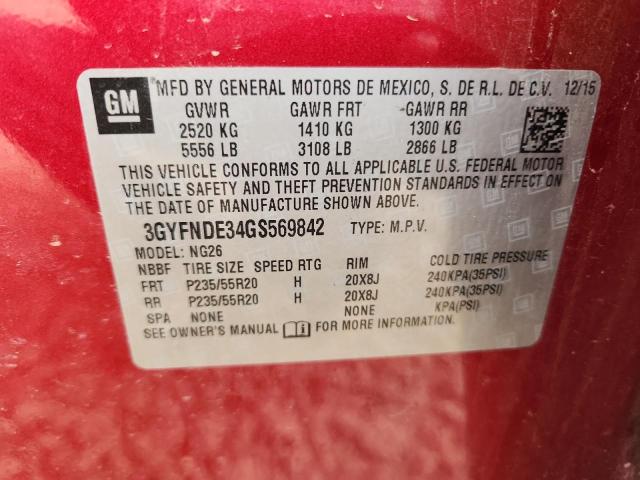 GM
MFD BY GENERAL MOTORS DE MEXICO, S. DE R.L. DE C.V. 12/15
GVWR GAWR FRT GAWR RR
2520 KG 1410 KG 1300 KG
5556 LB 3108 LB 2866 LB
THIS VEHICLE CONFORMS TO ALL APPLICABLE U.S. FEDERAL MOTOR
VEHICLE SAFETY AND THEFT PREVENTION STANDARDS IN EFFECT ON
THE DATE OF MANUFACTURE SHOWN ABOVE.
3GYFNDE34GS569842 TYPE: M.P.V.
MODEL: NG26
NBBF TIRE SIZE SPEED RTG RIM COLD TIRE PRESSURE
FRT P235/55R20 H 20X8J 240KPA(35PSI)
RR P235/55R20 H 20X8J 240KPA(35PSI)
SPA NONE NONE KPA(PSI)
SEE OWNER'S MANUAL FOR MORE INFORMATION.